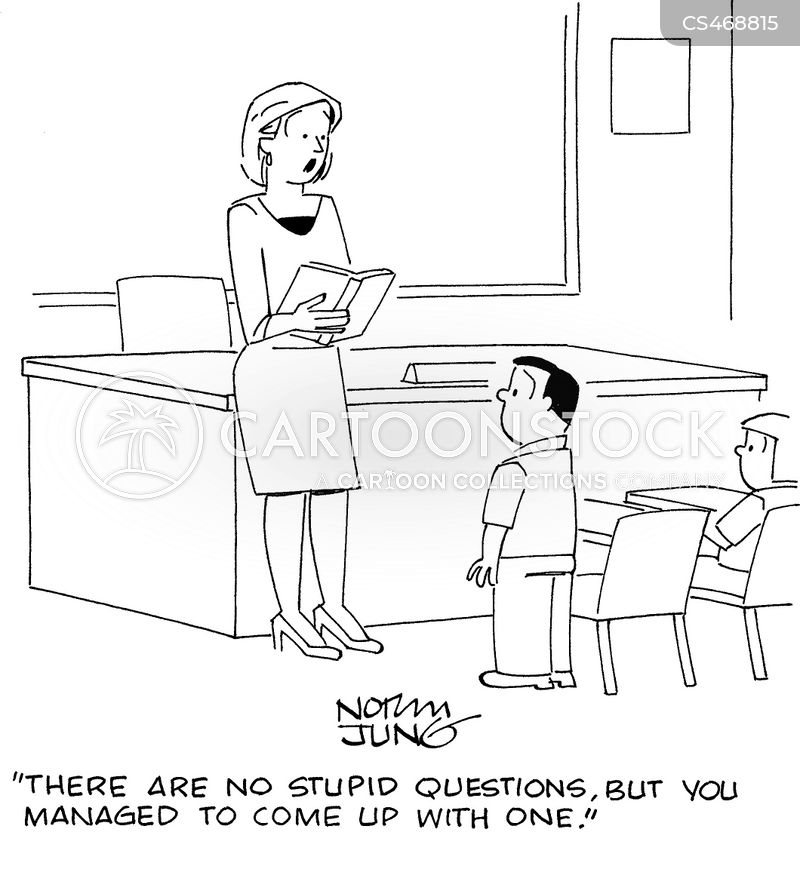 CS468815
CARTOONSTOCK
A CARTOON COLLECTIONS COMPANY
NORM
JUNG
"THERE ARE NO STUPID QUESTIONS, BUT YOU
MANAGED TO COME UP WITH ONE."